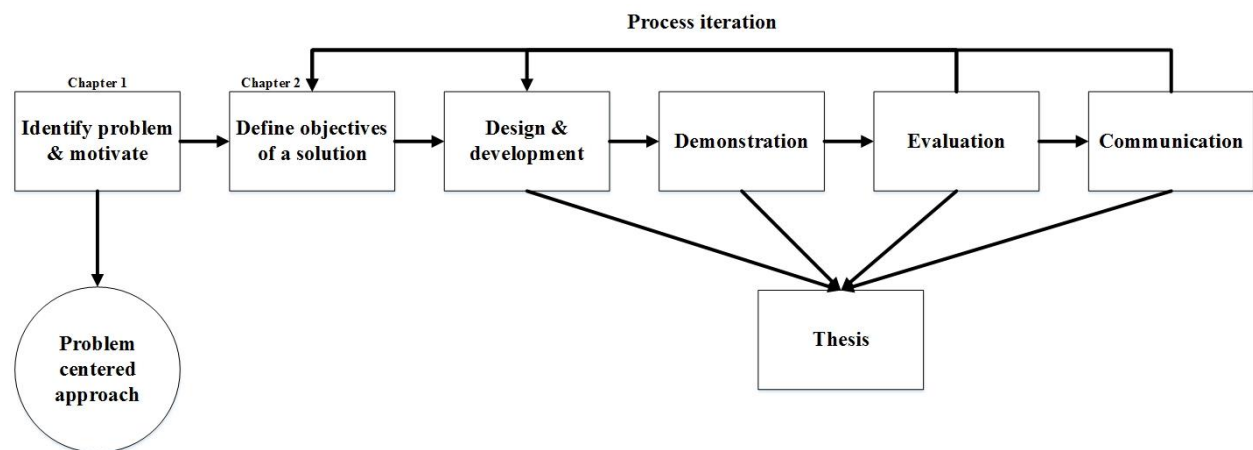 Process iteration
Chapter 1
Chapter 2
Identify problem
& motivate
Define objectives
of a solution
Design &
development
Demonstration
Evaluation
Communication
Problem
centered
approach
Thesis